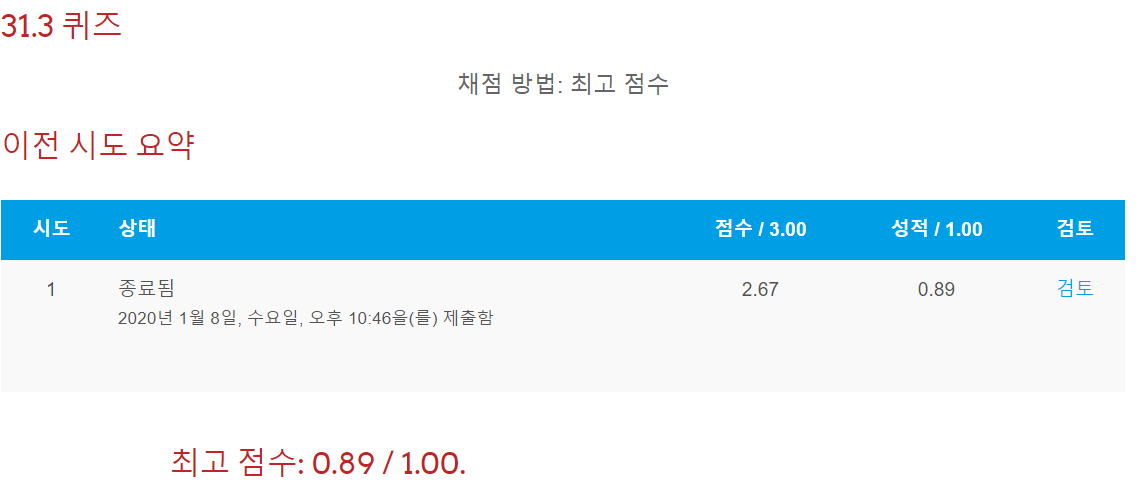 31.3 퀴즈
채점 방법: 최고 점수
이전 시도 요약
시도 상태 점수 / 3.00 성적 / 1.00 검토
1 종료됨 2.67 0.89 검토
2020년 1월 8일, 수요일, 오후 10:46을(를) 제출함
최고 점수: 0.89 / 1.00.